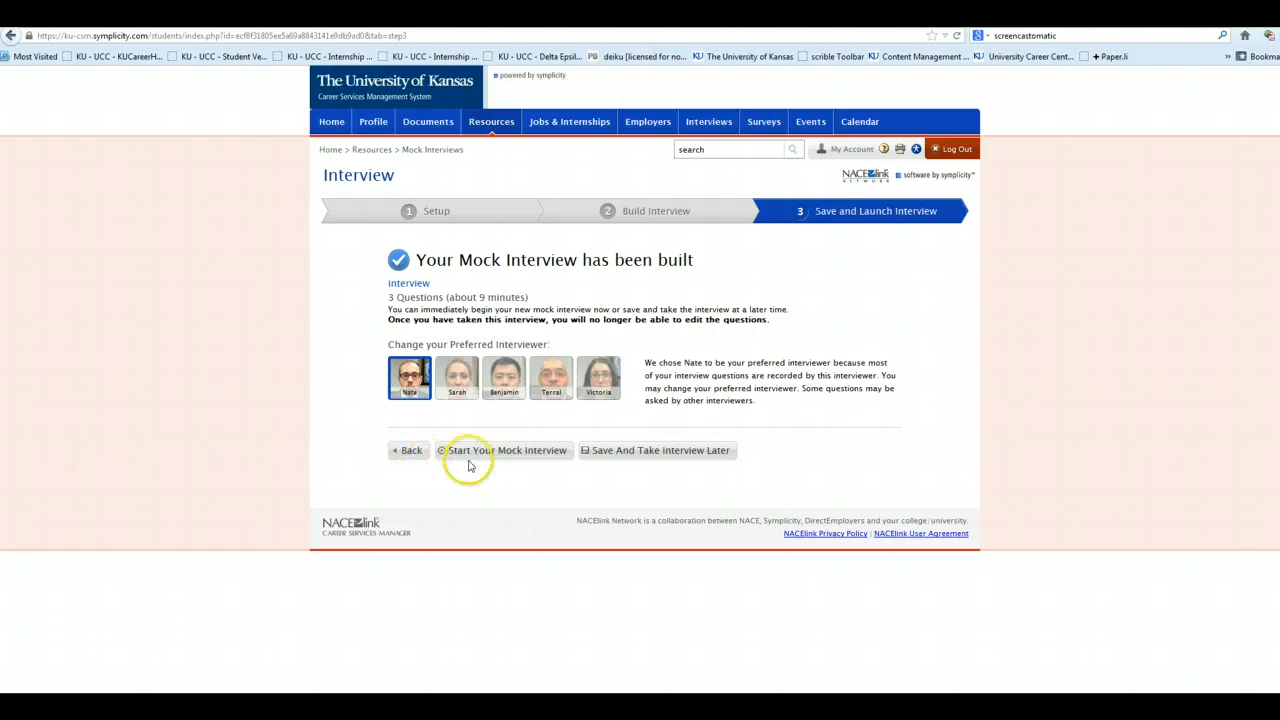 https://ku-csm.symplicity.com/students/index.php?id=ecf8f31805ee5a69a8843141e9db9ad0&tab=step3
screencastomatic
Most Visited KU - UCC - KUCareerH... KU - UCC - Student Ve... KU - UCC - Internship ... KU - UCC - Internship ... KU - UCC - Delta Epsil... PB deiku [licensed for no... KU The University of Kansas scrible Toolbar KU Content Management ... KU University Career Cent... + Paper.li » Bookma
The University of Kansas
Career Services Management System
powered by symplicity
Home Profile Documents Resources Jobs & Internships Employers Interviews Surveys Events Calendar
Home > Resources > Mock Interviews
search
My Account
Log Out
Interview
NACElink NETWORK software by symplicity™
1 Setup
2 Build Interview
3 Save and Launch Interview
Your Mock Interview has been built
interview
3 Questions (about 9 minutes)
You can immediately begin your new mock interview now or save and take the interview at a later time.
Once you have taken this interview, you will no longer be able to edit the questions.
Change your Preferred Interviewer:
Nate Sarah Benjamin Terral Victoria
We chose Nate to be your preferred interviewer because most
of your interview questions are recorded by this interviewer. You
may change your preferred interviewer. Some questions may be
asked by other interviewers.
Back
Start Your Mock Interview
Save And Take Interview Later
NACElink
CAREER SERVICES MANAGER
NACElink Network is a collaboration between NACE, Symplicity, DirectEmployers and your college/university.
NACElink Privacy Policy | NACElink User Agreement